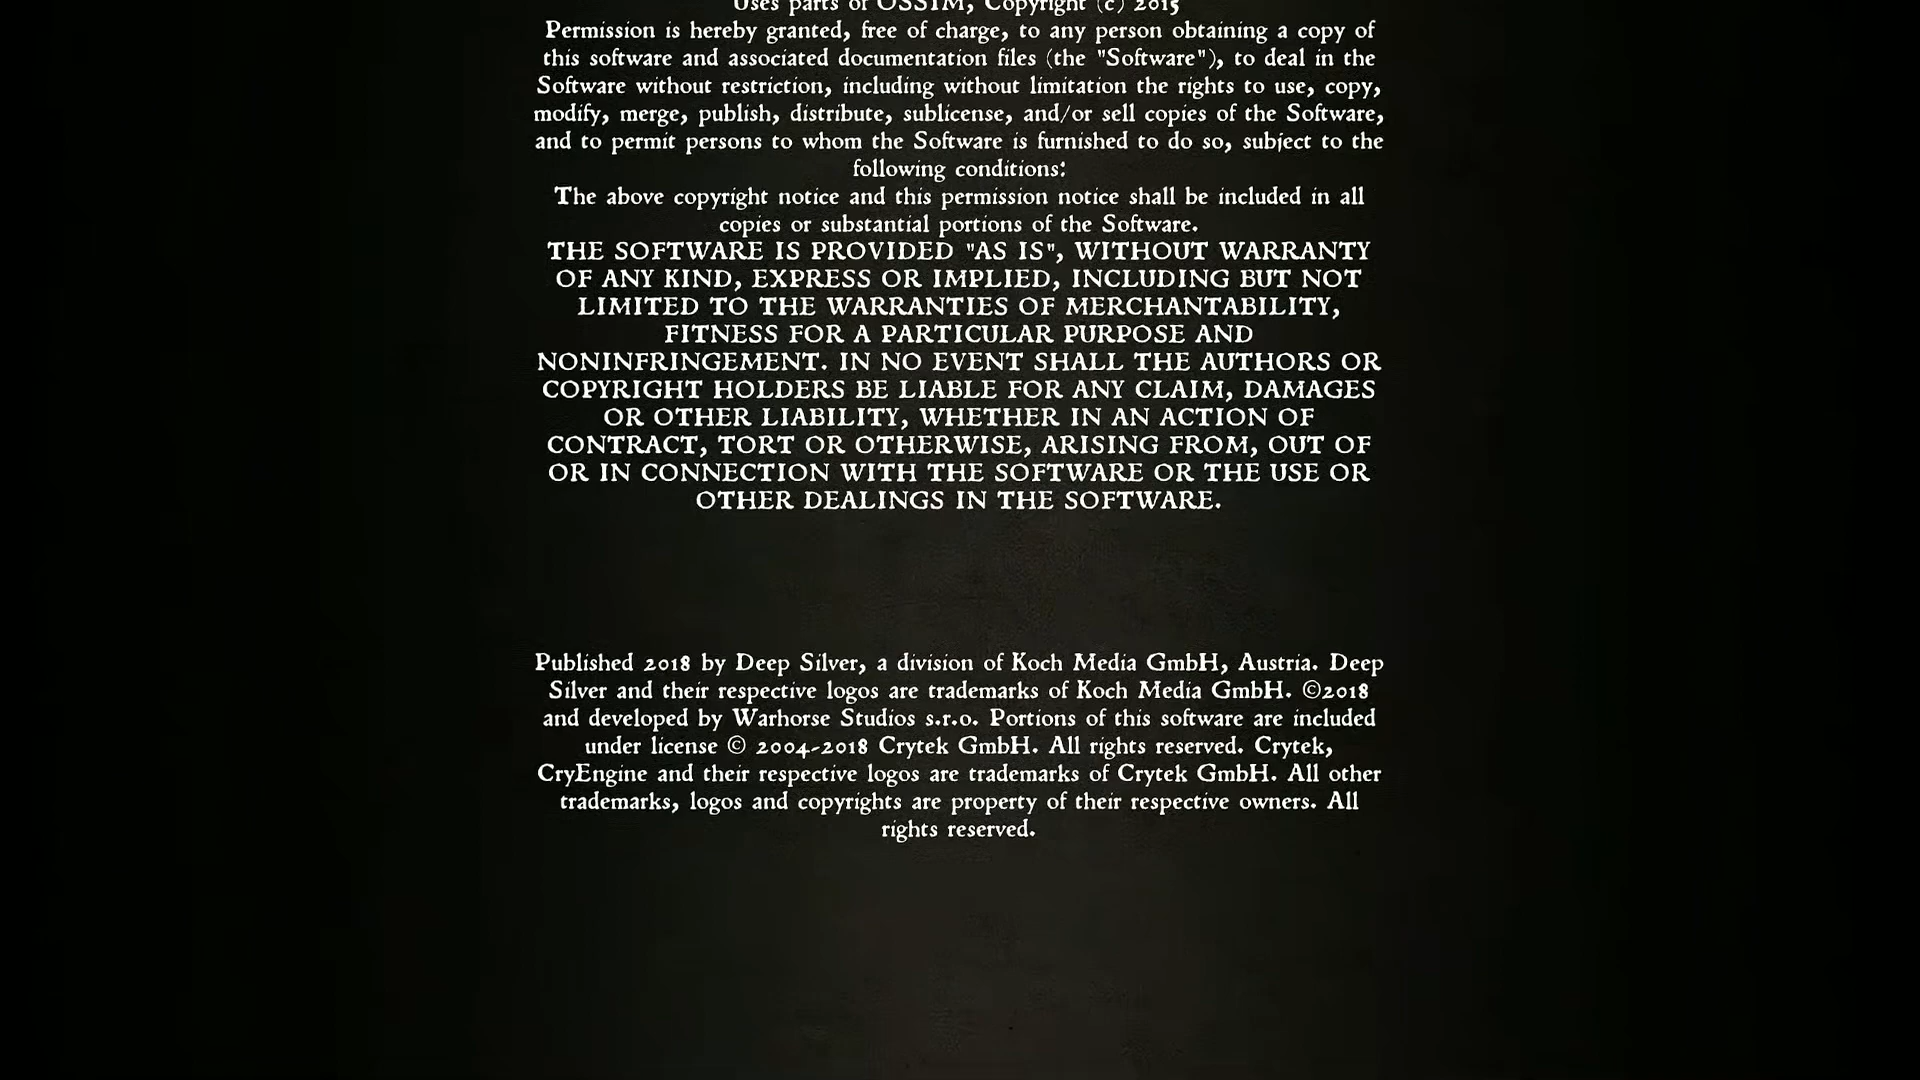 Uses parts of OSSIM, Copyright (c) 2015
Permission is hereby granted, free of charge, to any person obtaining a copy of
this software and associated documentation files (the "Software"), to deal in the
Software without restriction, including without limitation the rights to use, copy,
modify, merge, publish, distribute, sublicense, and/or sell copies of the Software,
and to permit persons to whom the Software is furnished to do so, subject to the
following conditions:
The above copyright notice and this permission notice shall be included in all
copies or substantial portions of the Software.
THE SOFTWARE IS PROVIDED "AS IS", WITHOUT WARRANTY
OF ANY KIND, EXPRESS OR IMPLIED, INCLUDING BUT NOT
LIMITED TO THE WARRANTIES OF MERCHANTABILITY,
FITNESS FOR A PARTICULAR PURPOSE AND
NONINFRINGEMENT. IN NO EVENT SHALL THE AUTHORS OR
COPYRIGHT HOLDERS BE LIABLE FOR ANY CLAIM, DAMAGES
OR OTHER LIABILITY, WHETHER IN AN ACTION OF
CONTRACT, TORT OR OTHERWISE, ARISING FROM, OUT OF
OR IN CONNECTION WITH THE SOFTWARE OR THE USE OR
OTHER DEALINGS IN THE SOFTWARE.
Published 2018 by Deep Silver, a division of Koch Media GmbH, Austria. Deep
Silver and their respective logos are trademarks of Koch Media GmbH. ©2018
and developed by Warhorse Studios s.r.o. Portions of this software are included
under license © 2004-2018 Crytek GmbH. All rights reserved. Crytek,
CryEngine and their respective logos are trademarks of Crytek GmbH. All other
trademarks, logos and copyrights are property of their respective owners. All
rights reserved.